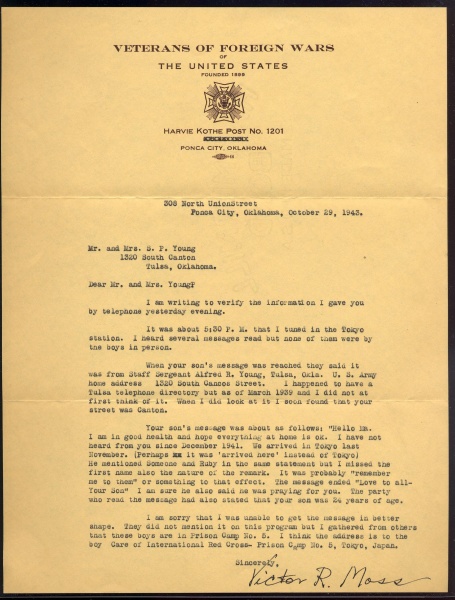 VETERANS OF FOREIGN WARS
OF
THE UNITED STATES
FOUNDED 1899
HARVIE KOTHE POST NO. 1201
PONCA CITY, OKLAHOMA
308 North UnionStreet
Ponca City, Oklahoma, October 29, 1943.
Mr. and Mrs. S. P. Young
1320 South Canton
Tulsa, Oklahoma.
Dear Mr. and Mrs. Young?
I am writing to verify the information I gave you
by telephone yesterday evening.
It was about 5:30 P. M. that I tuned in the Tokyo
station. I heard several messages read but none of them were by
the boys in person.
When your son's message was reached they said it
was from Staff Sergeant Alfred R. Young, Tulsa, Okla. U. S. Army
home address 1320 South Cancos Street. I happened to have a
Tulsa telephone directory but as of March 1939 and I did not at
first think of it. When I did look at it I soon found that your
street was Canton.
Your son's message was about as follows: "Hello Ma.
I am in good health and hope everything at home is ok. I have not
heard from you since December 1941. We arrived in Tokyo last
November. (Perhaps it was 'arrived here' instead of Tokyo)
He mentioned Someone and Ruby in the same statement but I missed the
first name also the nature of the remark. It was probably "remember
me to them" or something to that effect. The message ended "Love to all-
Your Son" I am sure he also said he was praying for you. The party
who read the message had also stated that your son was 24 years of age.
I am sorry that I was unable to get the message in better
shape. They did not mention it on this program but I gathered from others
that these boys are in Prison Camp No. 5. I think the address is to the
boy Care of International Red Cross- Prison Camp No. 5, Tokyo, Japan.
Sincerely,
Victor R. Moss